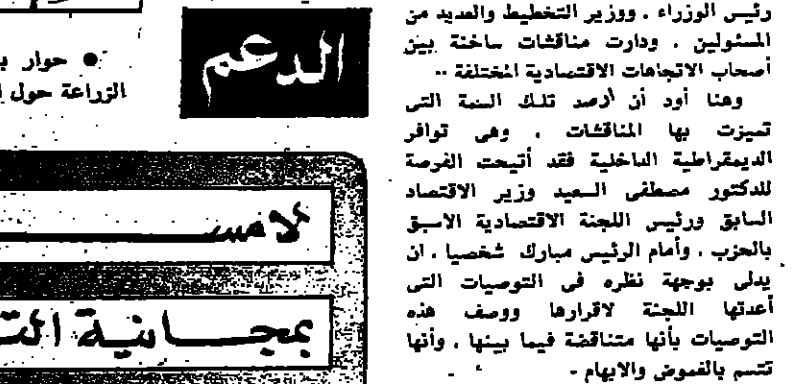 رئيس الوزراء . ووزير التخطيط والعديد من
المسئولين . ودارت مناقشات ساخنة بين
أصحاب الاتجاهات الاقتصادية المختلفة ..
وهنا أود أن أرصد تلك السمة التى
تميزت بها المناقشات ، وهى توافر
الديمقراطية الداخلية فقد أتيحت الفرصة
للدكتور مصطفى السعيد وزير الاقتصاد
السابق ورئيس اللجنة الاقتصادية الاسبق
بالحزب . وأمام الرئيس مبارك شخصيا . ان
يدلى بوجهة نظره فى التوصيات التى
أعدتها اللجنة لاقرارها ووصف هذه
التوصيات بأنها متناقضة فيما بينها . وأنها
تتسم بالغموض والابهام -
الدعم
● حوار ب
الزراعة حول ا
لامس
بمجانية الت